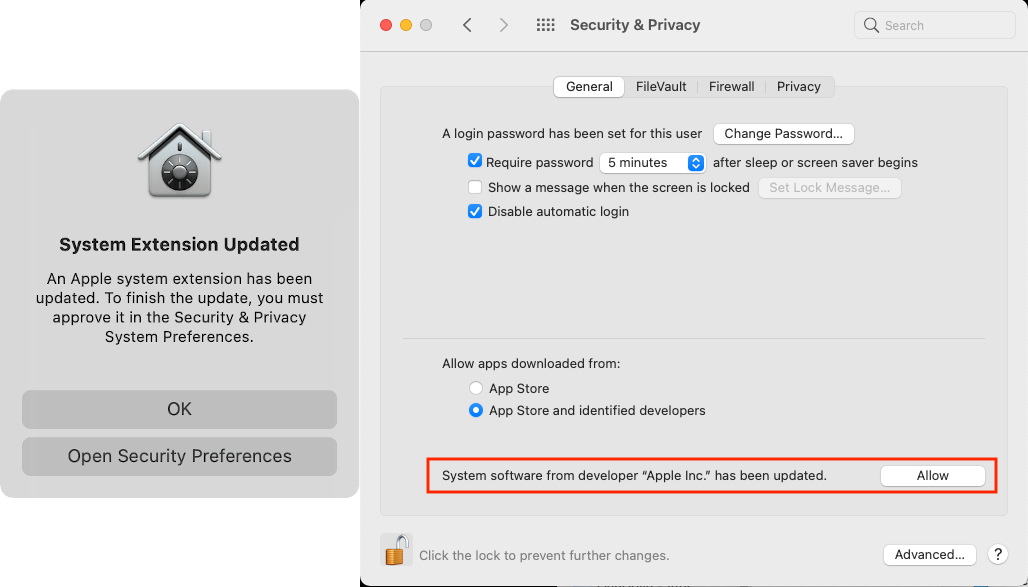 System Extension Updated
An Apple system extension has been
updated. To finish the update, you must
approve it in the Security & Privacy
System Preferences.
OK
Open Security Preferences
Security & Privacy
Search
General FileVault Firewall Privacy
A login password has been set for this user Change Password...
Require password 5 minutes after sleep or screen saver begins
Show a message when the screen is locked Set Lock Message...
Disable automatic login
Allow apps downloaded from:
App Store
App Store and identified developers
System software from developer “Apple Inc.” has been updated. Allow
Click the lock to prevent further changes.
Advanced... ?